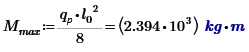 M_max := (q_p · l_0^2) / 8 = (2.394 · 10^3) kg · m